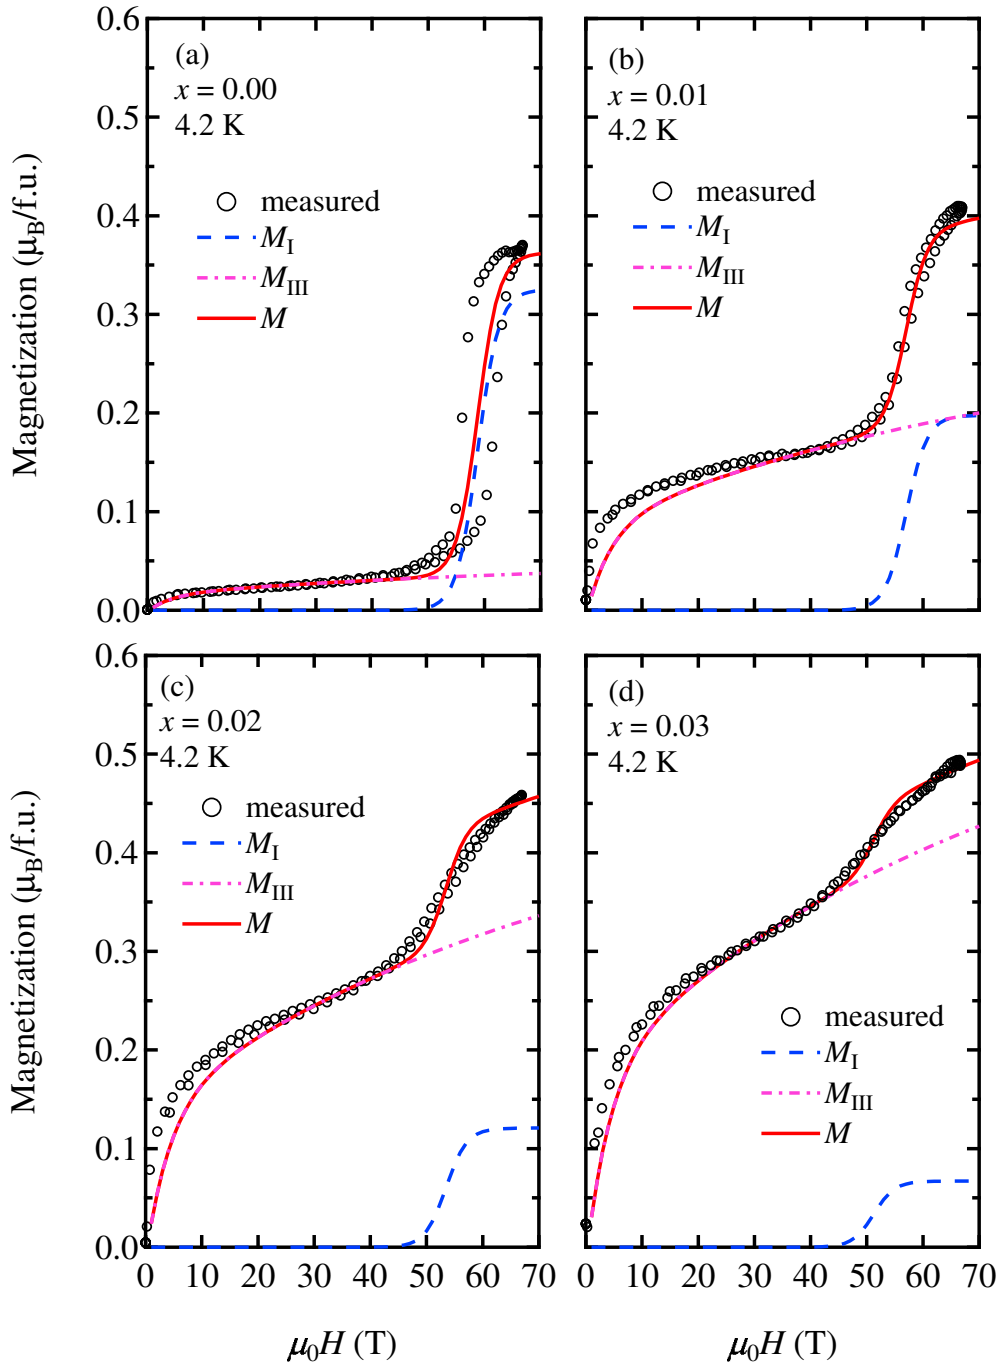 0.6
0.5
0.4
0.3
0.2
0.1
0.0
Magnetization (μB/f.u.)
(a)
x = 0.00
4.2 K
measured
MI
MIII
M
(b)
x = 0.01
4.2 K
measured
MI
MIII
M
0.6
0.5
0.4
0.3
0.2
0.1
0.0
Magnetization (μB/f.u.)
(c)
x = 0.02
4.2 K
measured
MI
MIII
M
0 10 20 30 40 50 60 70
μ0H (T)
(d)
x = 0.03
4.2 K
measured
MI
MIII
M
0 10 20 30 40 50 60 70
μ0H (T)